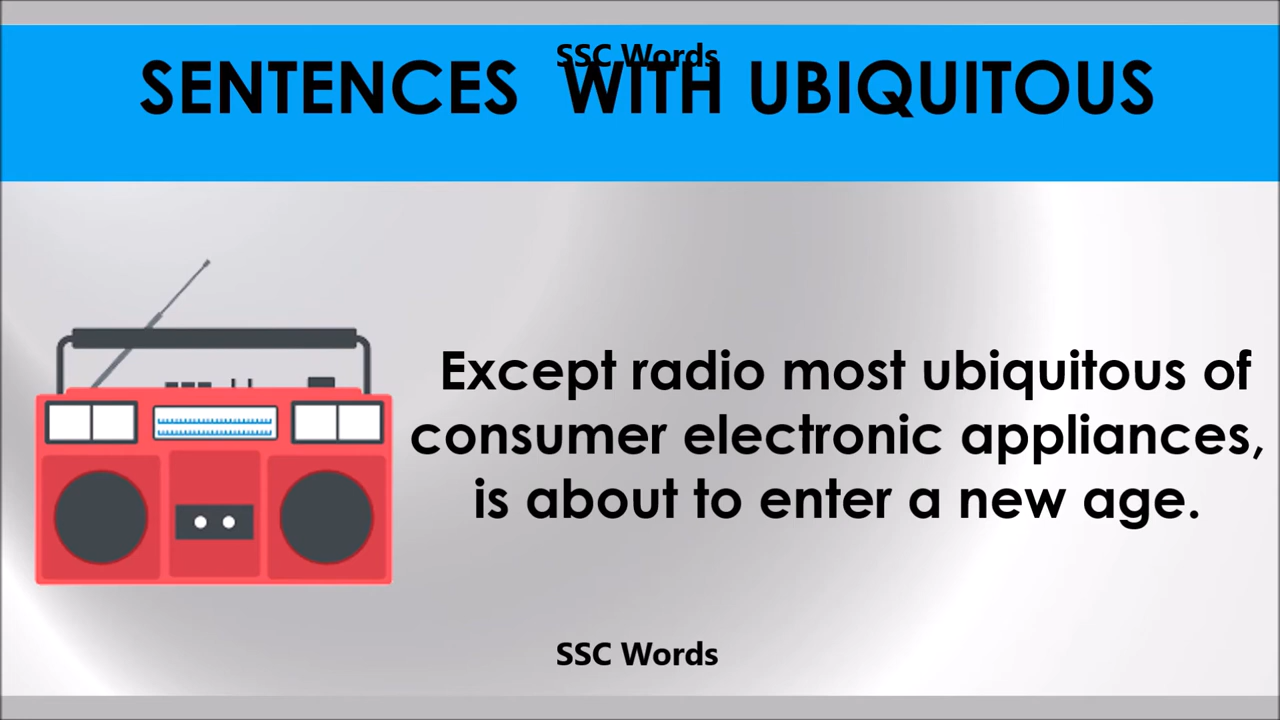 SSC Words
SENTENCES WITH UBIQUITOUS
Except radio most ubiquitous of
consumer electronic appliances,
is about to enter a new age.
SSC Words